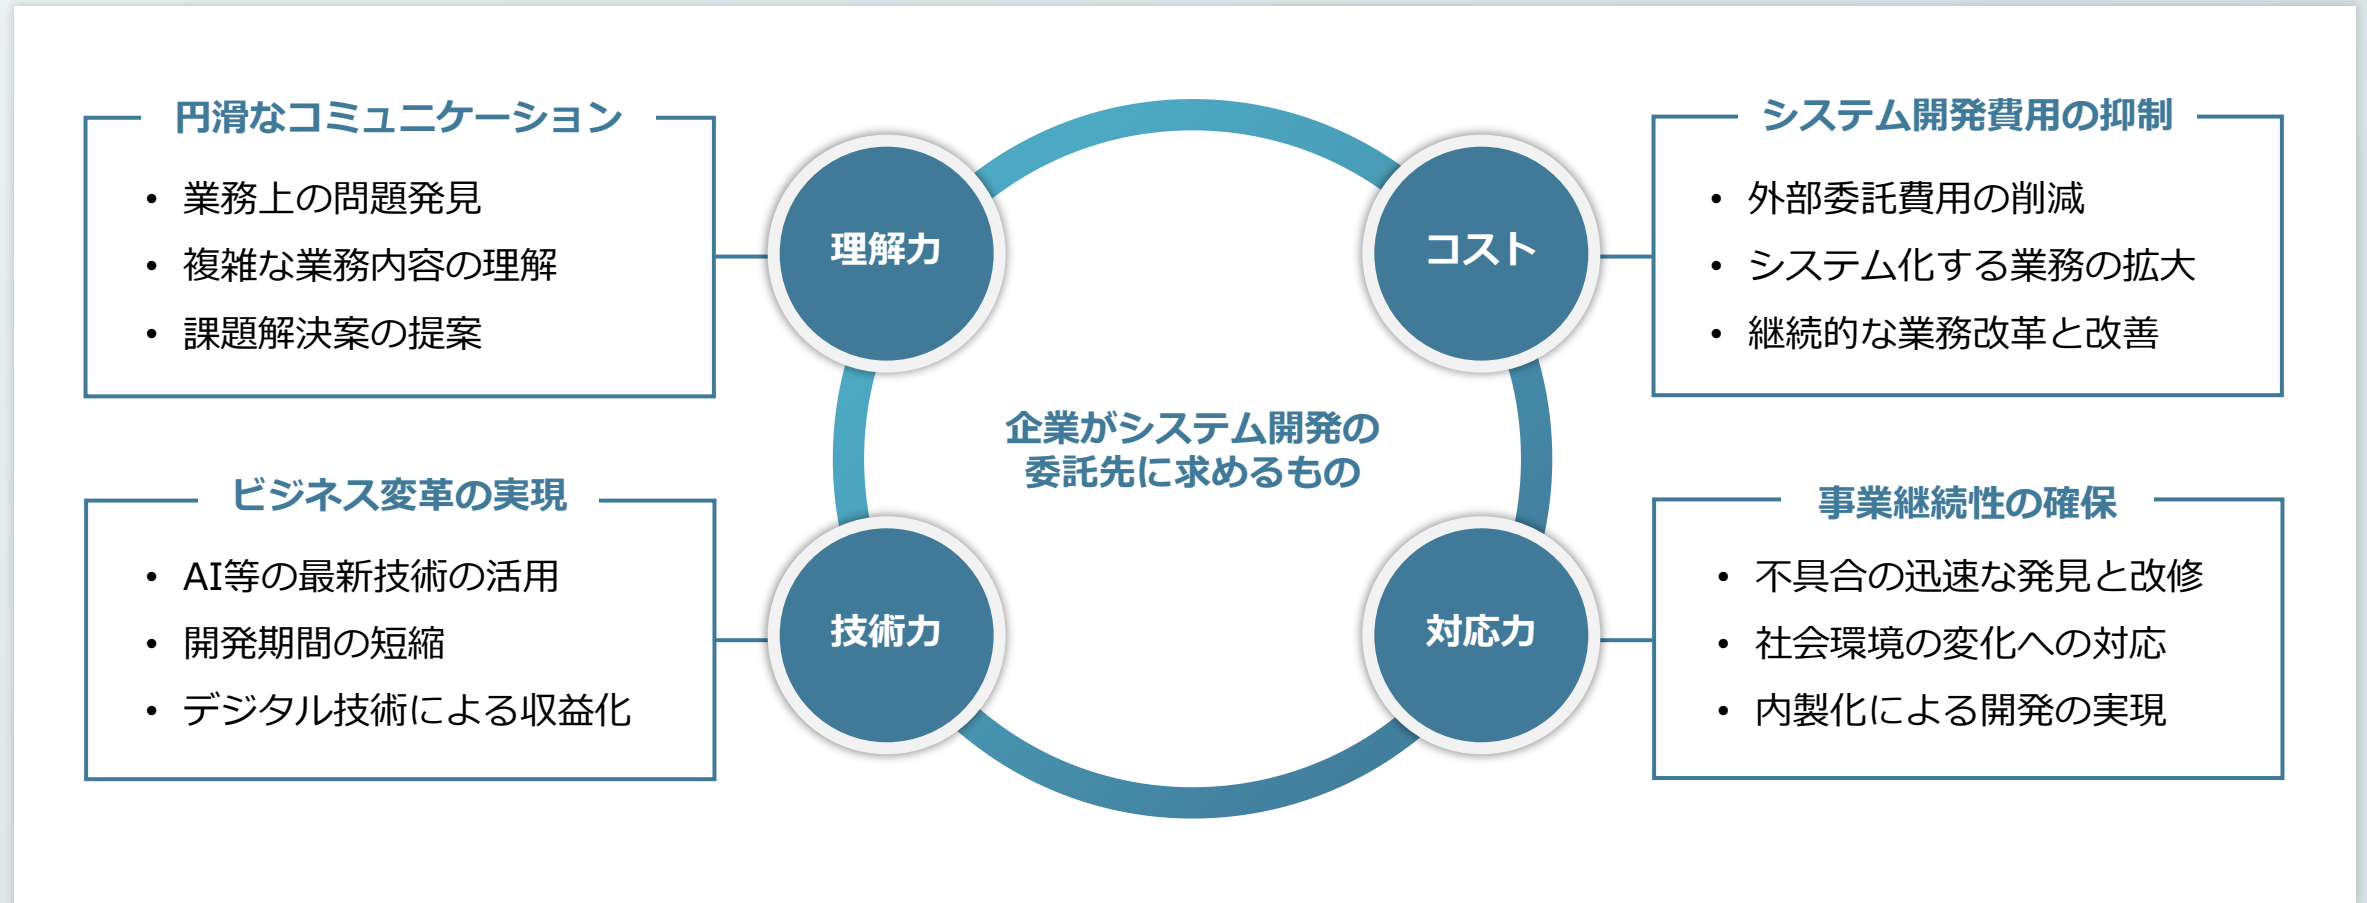 円滑なコミュニケーション
・ 業務上の問題発見
・ 複雑な業務内容の理解
・ 課題解決案の提案
理解力
コスト
システム開発費用の抑制
・ 外部委託費用の削減
・ システム化する業務の拡大
・ 継続的な業務改革と改善
企業がシステム開発の
委託先に求めるもの
ビジネス変革の実現
・ AI等の最新技術の活用
・ 開発期間の短縮
・ デジタル技術による収益化
技術力
対応力
事業継続性の確保
・ 不具合の迅速な発見と改修
・ 社会環境の変化への対応
・ 内製化による開発の実現